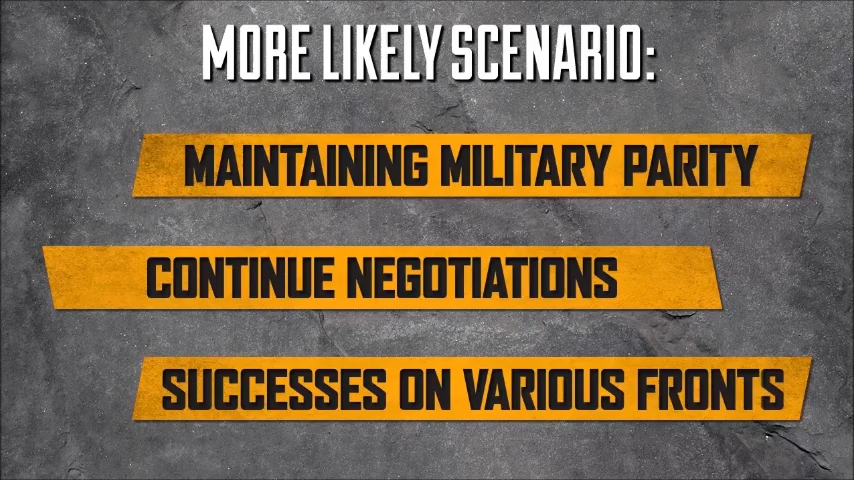 MORE LIKELY SCENARIO:
MAINTAINING MILITARY PARITY
CONTINUE NEGOTIATIONS
SUCCESSES ON VARIOUS FRONTS